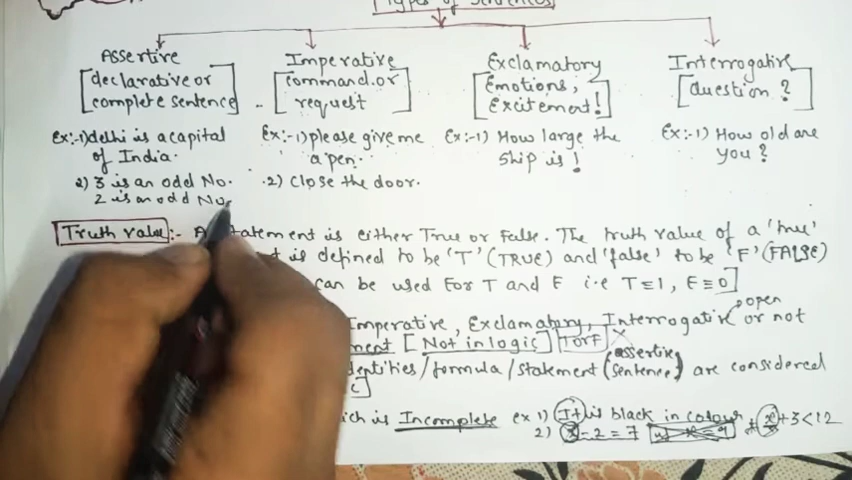 Types of Sentences
Assertive
[declarative or
complete sentence]
Ex:-1) delhi is a capital
of India.
2) 3 is an odd No.
2 is an odd No.
Imperative
[command or
request]
Ex:-1) please give me
a pen.
2) Close the door.
Exclamatory
[Emotions,
Excitement!]
Ex:-1) How large the
ship is!
Interrogative
[Question?]
Ex:-1) How old are
you?
Truth value:- A statement is either True or False. The truth value of a 'true'
is defined to be 'T' (TRUE) and 'false' to be 'F' (FALSE)
can be used For T and F i.e T≡1, F≡0]
open
Imperative, Exclamatory, Interrogative or not
[Not in logic] T or F
assertive
identities/formula/statement (sentence) are considered
which is Incomplete ex 1) It is black in colour * x+3<12
2) x-2=7